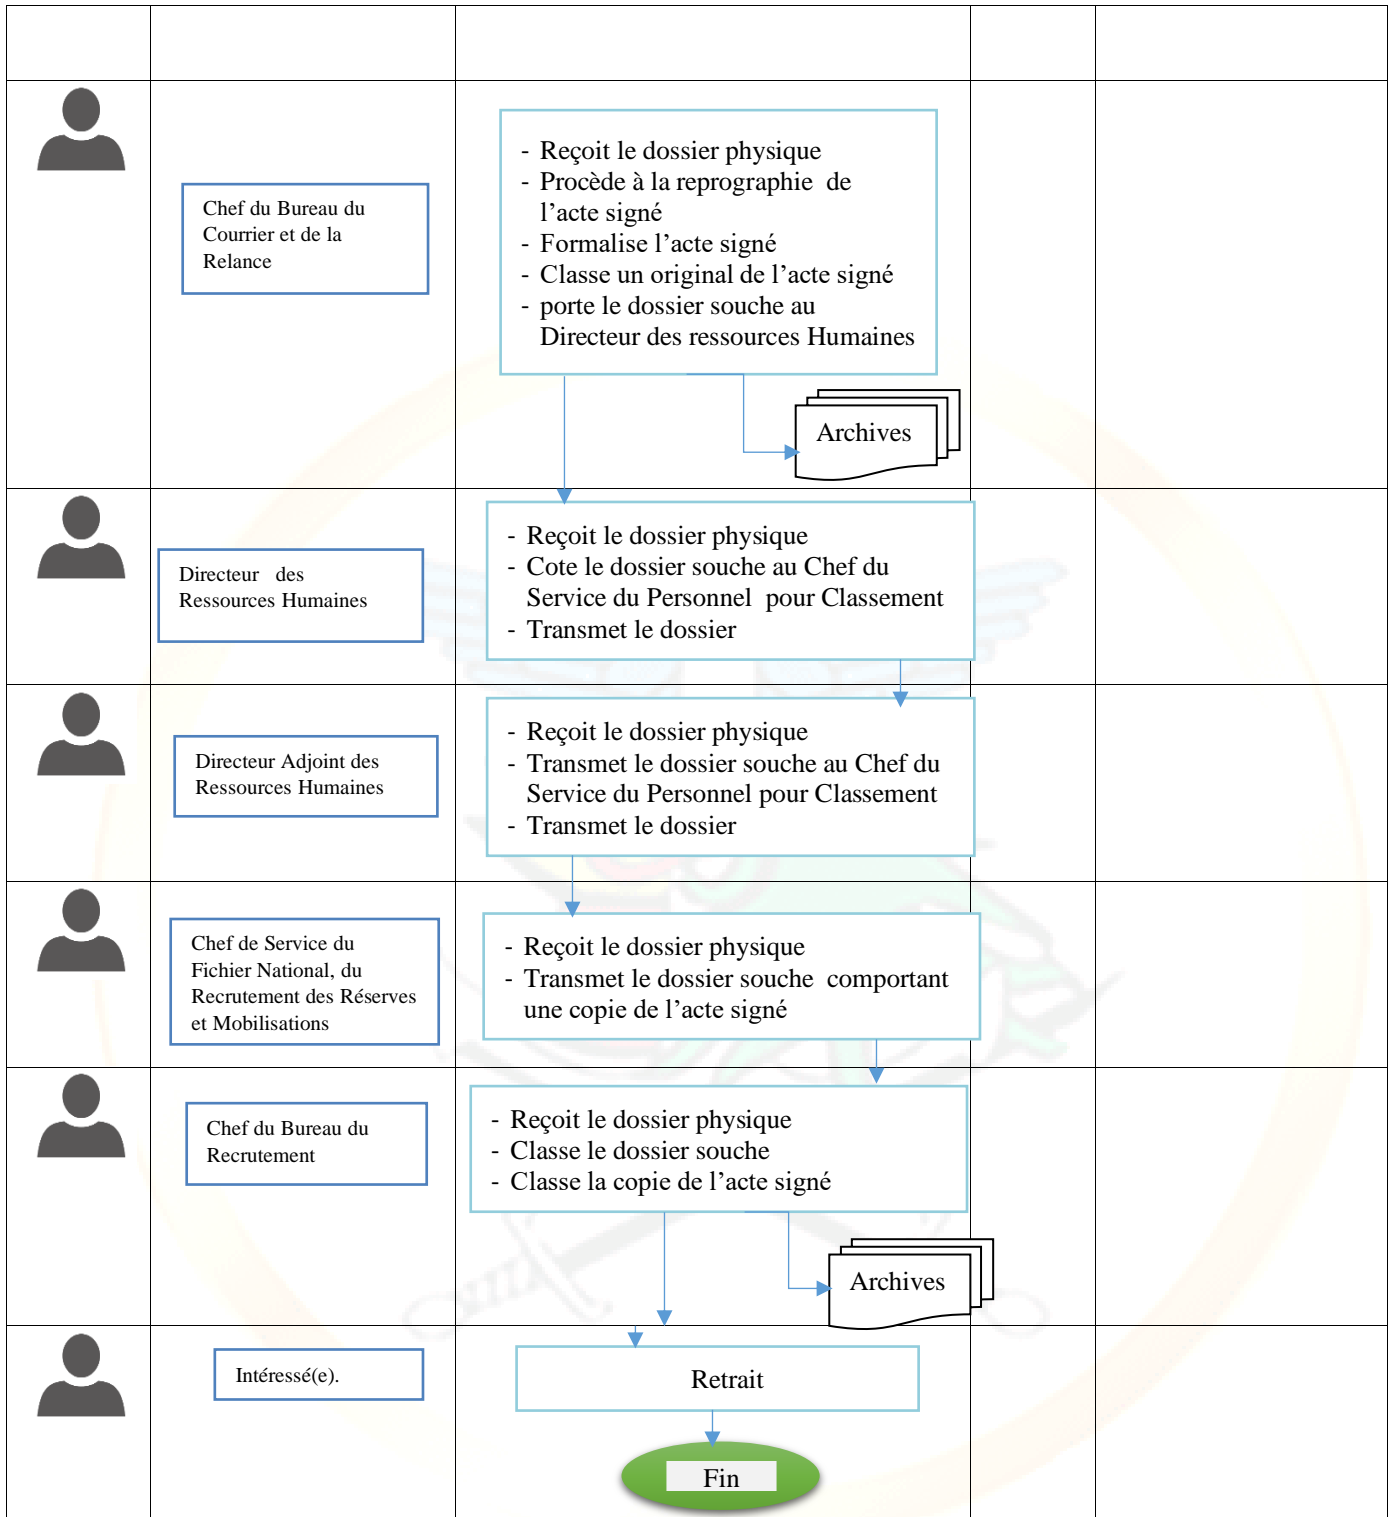 Chef du Bureau du
Courrier et de la
Relance
- Reçoit le dossier physique
- Procède à la reprographie de
l’acte signé
- Formalise l’acte signé
- Classe un original de l’acte signé
- porte le dossier souche au
Directeur des ressources Humaines
Archives
Directeur des
Ressources Humaines
- Reçoit le dossier physique
- Cote le dossier souche au Chef du
Service du Personnel pour Classement
- Transmet le dossier
Directeur Adjoint des
Ressources Humaines
- Reçoit le dossier physique
- Transmet le dossier souche au Chef du
Service du Personnel pour Classement
- Transmet le dossier
Chef de Service du
Fichier National, du
Recrutement des Réserves
et Mobilisations
- Reçoit le dossier physique
- Transmet le dossier souche comportant
une copie de l’acte signé
Chef du Bureau du
Recrutement
- Reçoit le dossier physique
- Classe le dossier souche
- Classe la copie de l’acte signé
Archives
Intéressé(e).
Retrait
Fin